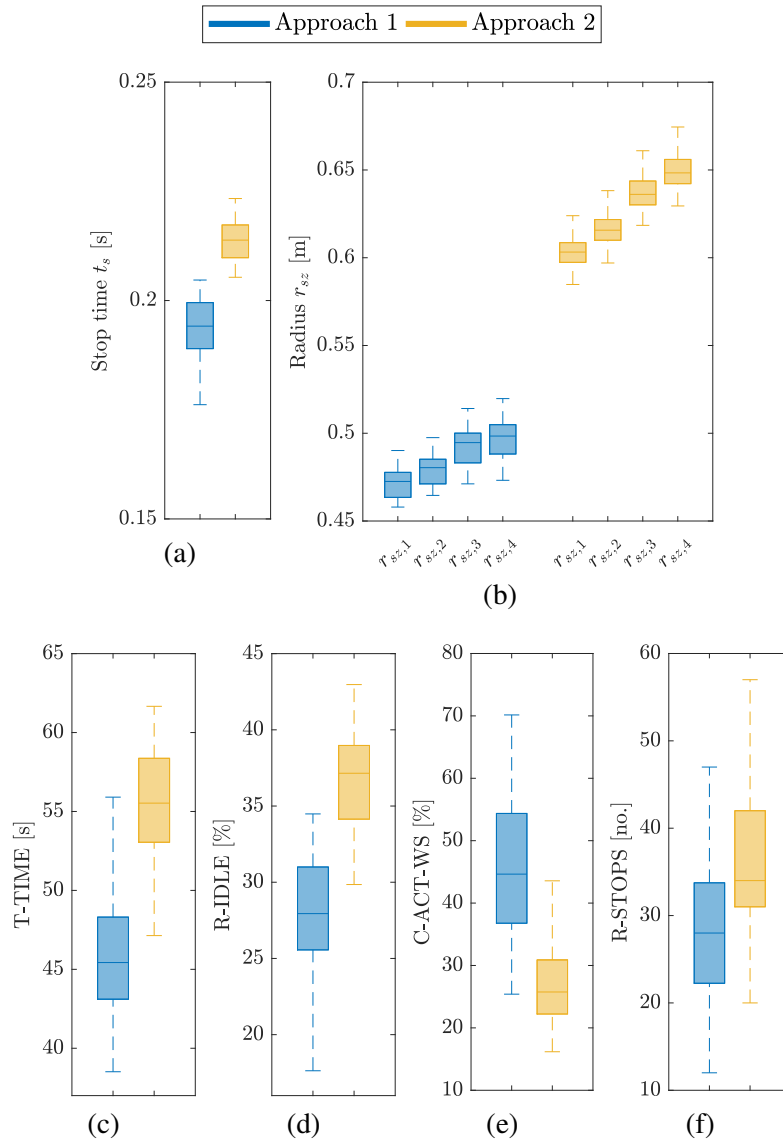 Approach 1 Approach 2
0.25
0.2
0.15
Stop time t_s [s]
(a)
0.7
0.65
0.6
0.55
0.5
0.45
Radius r_sz [m]
r_sz,1 r_sz,2 r_sz,3 r_sz,4 r_sz,1 r_sz,2 r_sz,3 r_sz,4
(b)
65
60
55
50
45
40
T-TIME [s]
(c)
45
40
35
30
25
20
R-IDLE [%]
(d)
80
70
60
50
40
30
20
10
C-ACT-WS [%]
(e)
60
50
40
30
20
10
R-STOPS [no.]
(f)